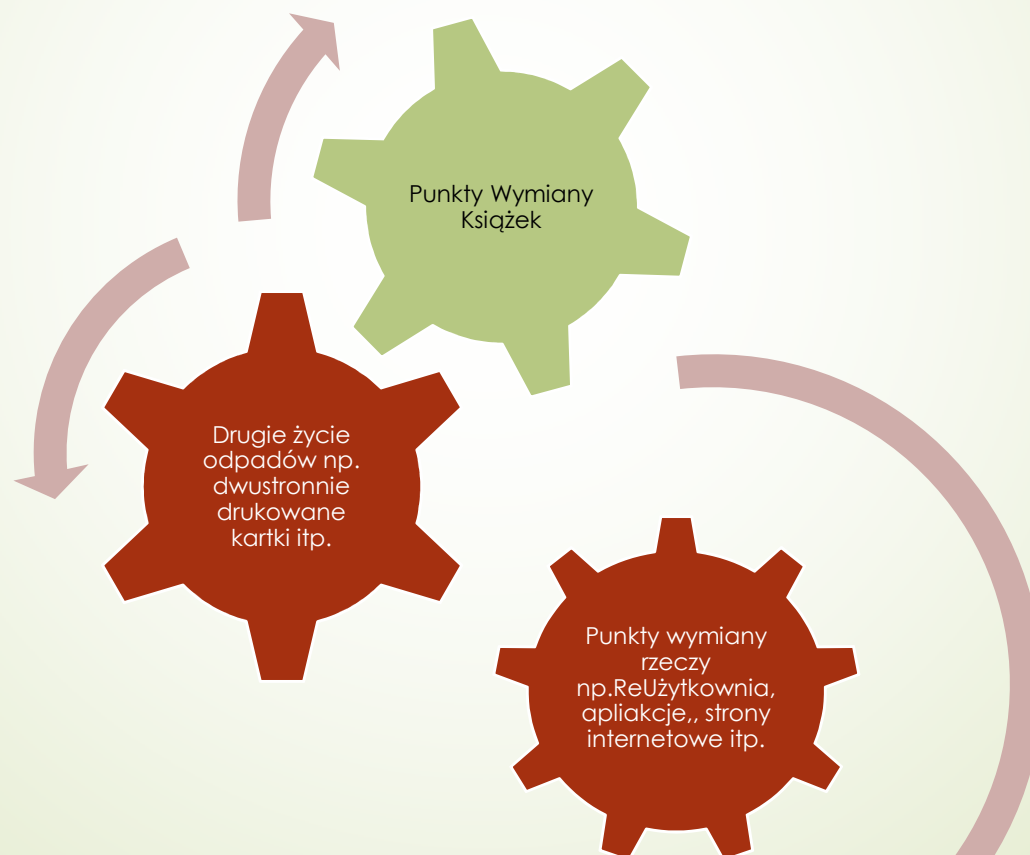 Punkty Wymiany
Książek
Drugie życie
odpadów np.
dwustronnie
drukowane
kartki itp.
Punkty wymiany
rzeczy
np.ReUżytkownia,
apliakcje,, strony
internetowe itp.